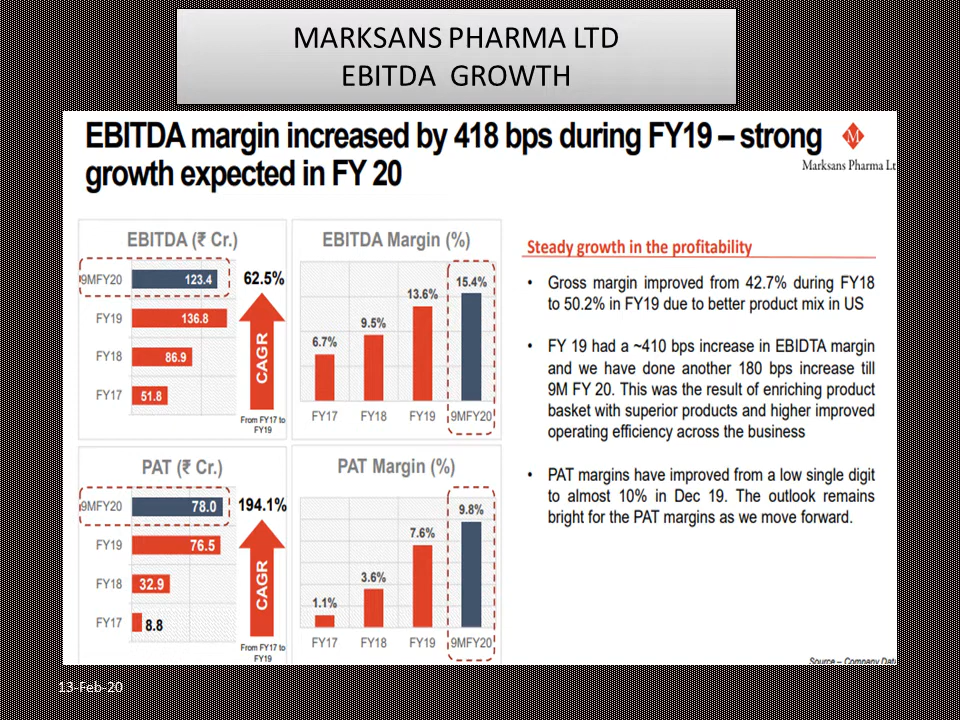 MARKSANS PHARMA LTD
EBITDA GROWTH
EBITDA margin increased by 418 bps during FY19 – strong
growth expected in FY 20
M
Marksans Pharma Lt
EBITDA (₹ Cr.)
9MFY20 123.4
FY19 136.8
FY18 86.9
FY17 51.8
62.5%
CAGR
From FY17 to
FY19
EBITDA Margin (%)
6.7%
9.5%
13.6%
15.4%
FY17 FY18 FY19 9MFY20
PAT (₹ Cr.)
9MFY20 78.0
FY19 76.5
FY18 32.9
FY17 8.8
194.1%
CAGR
From FY17 to
FY19
PAT Margin (%)
1.1%
3.6%
7.6%
9.8%
FY17 FY18 FY19 9MFY20
Steady growth in the profitability
• Gross margin improved from 42.7% during FY18
to 50.2% in FY19 due to better product mix in US
• FY 19 had a ~410 bps increase in EBIDTA margin
and we have done another 180 bps increase till
9M FY 20. This was the result of enriching product
basket with superior products and higher improved
operating efficiency across the business
• PAT margins have improved from a low single digit
to almost 10% in Dec 19. The outlook remains
bright for the PAT margins as we move forward.
Source – Company Data
13-Feb-20